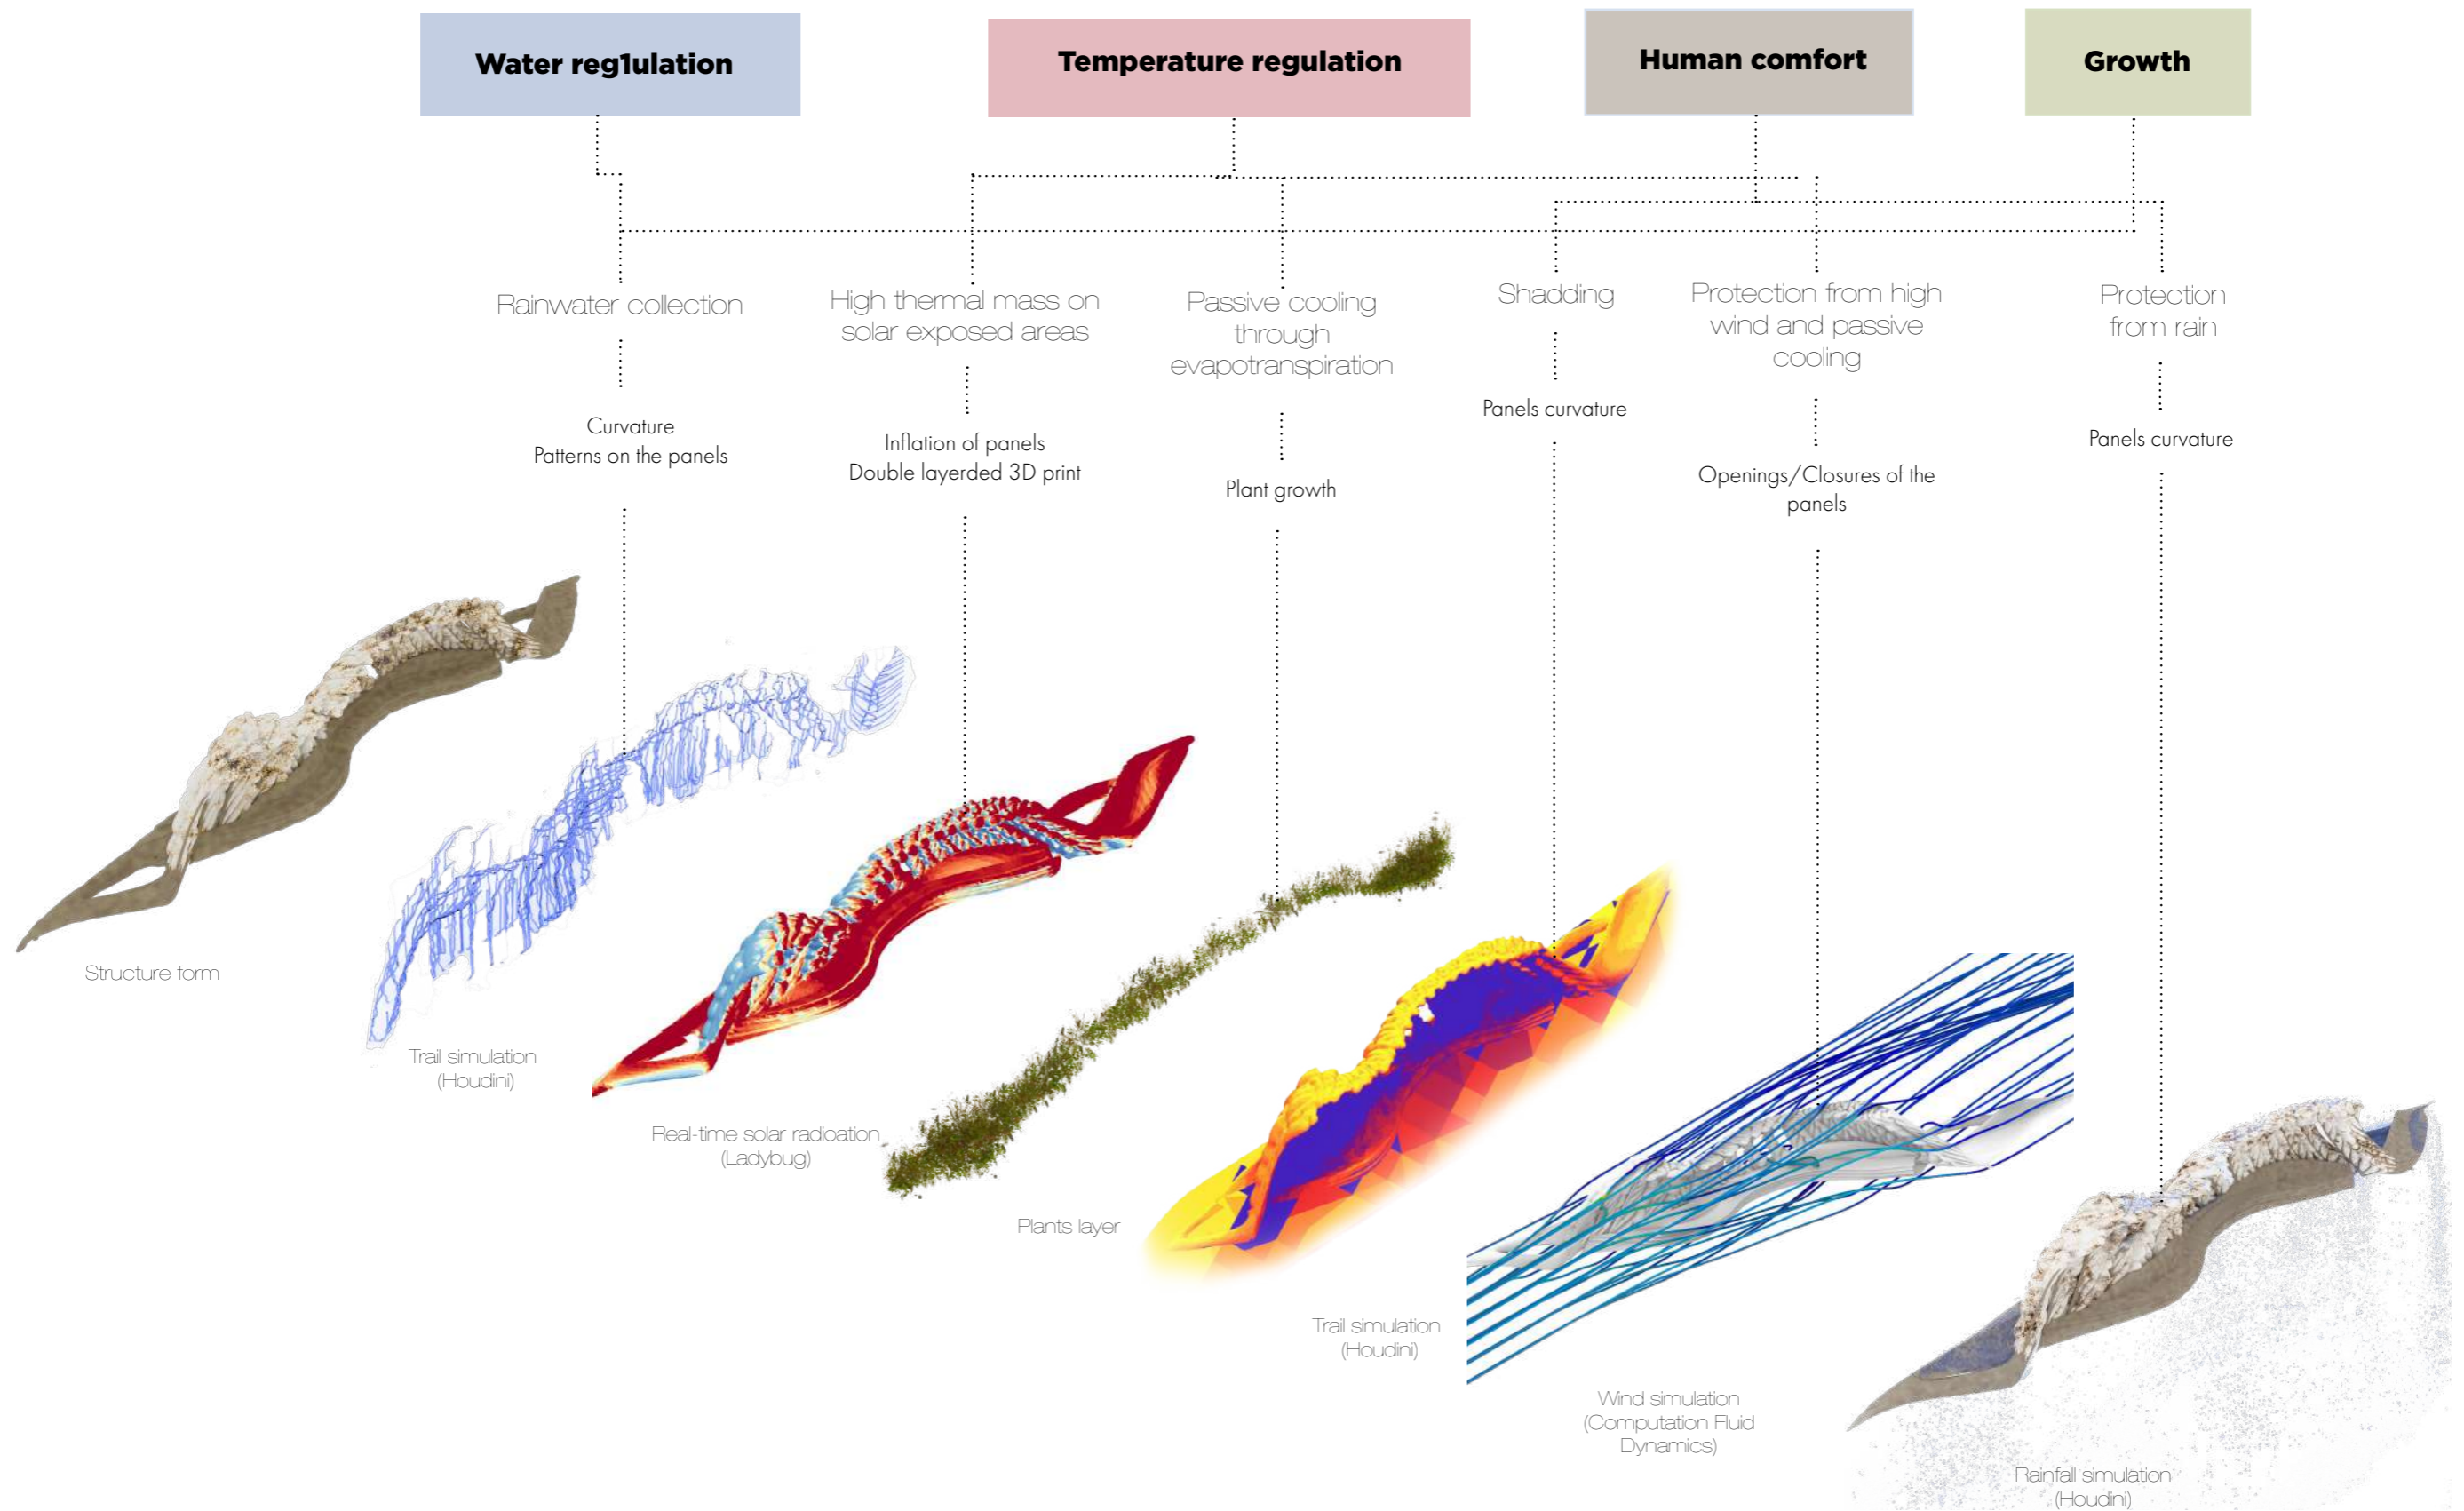 Water reg1ulation
Temperature regulation
Human comfort
Growth
Rainwater collection
High thermal mass on
solar exposed areas
Passive cooling
through
evapotranspiration
Shadding
Protection from high
wind and passive
cooling
Protection
from rain
Curvature
Patterns on the panels
Inflation of panels
Double layerded 3D print
Plant growth
Panels curvature
Openings/Closures of the
panels
Panels curvature
Structure form
Trail simulation
(Houdini)
Real-time solar radioation
(Ladybug)
Plants layer
Trail simulation
(Houdini)
Wind simulation
(Computation Fluid
Dynamics)
Rainfall simulation
(Houdini)